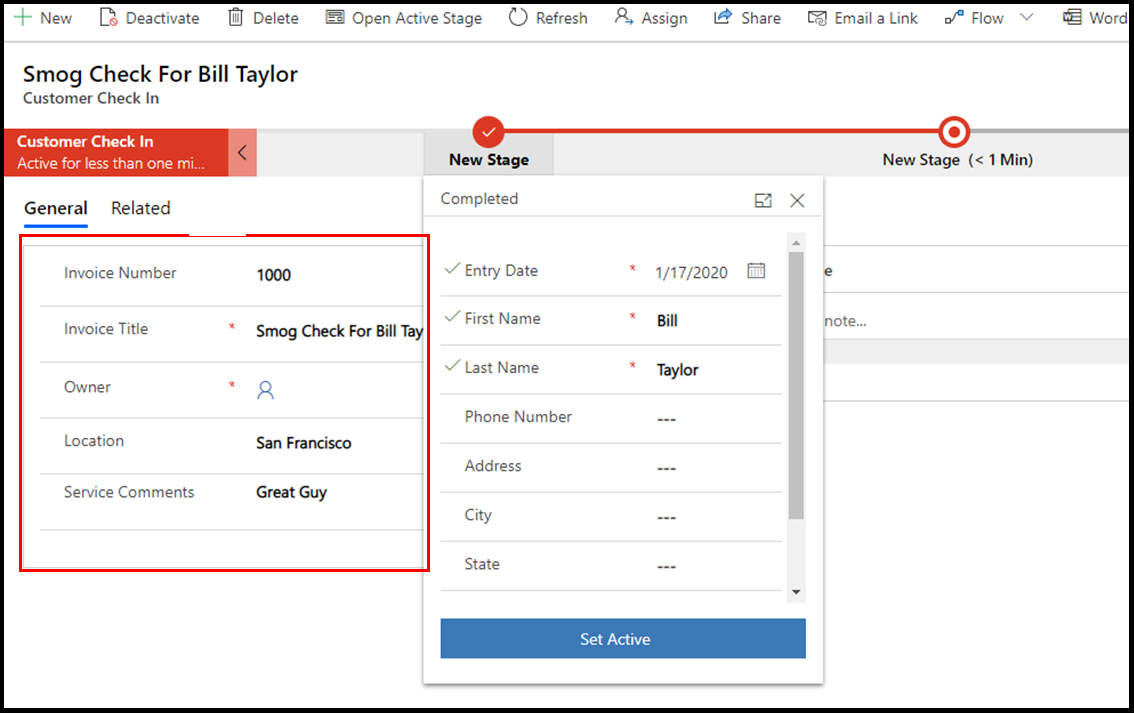 New Deactivate Delete Open Active Stage Refresh Assign Share Email a Link Flow Word
Smog Check For Bill Taylor
Customer Check In
Customer Check In
Active for less than one mi...
New Stage
New Stage (< 1 Min)
General Related
Invoice Number 1000
Invoice Title * Smog Check For Bill Tay
Owner *
Location San Francisco
Service Comments Great Guy
Completed
Entry Date * 1/17/2020
First Name * Bill
Last Name * Taylor
Phone Number ---
Address ---
City ---
State ---
Set Active
e
note...